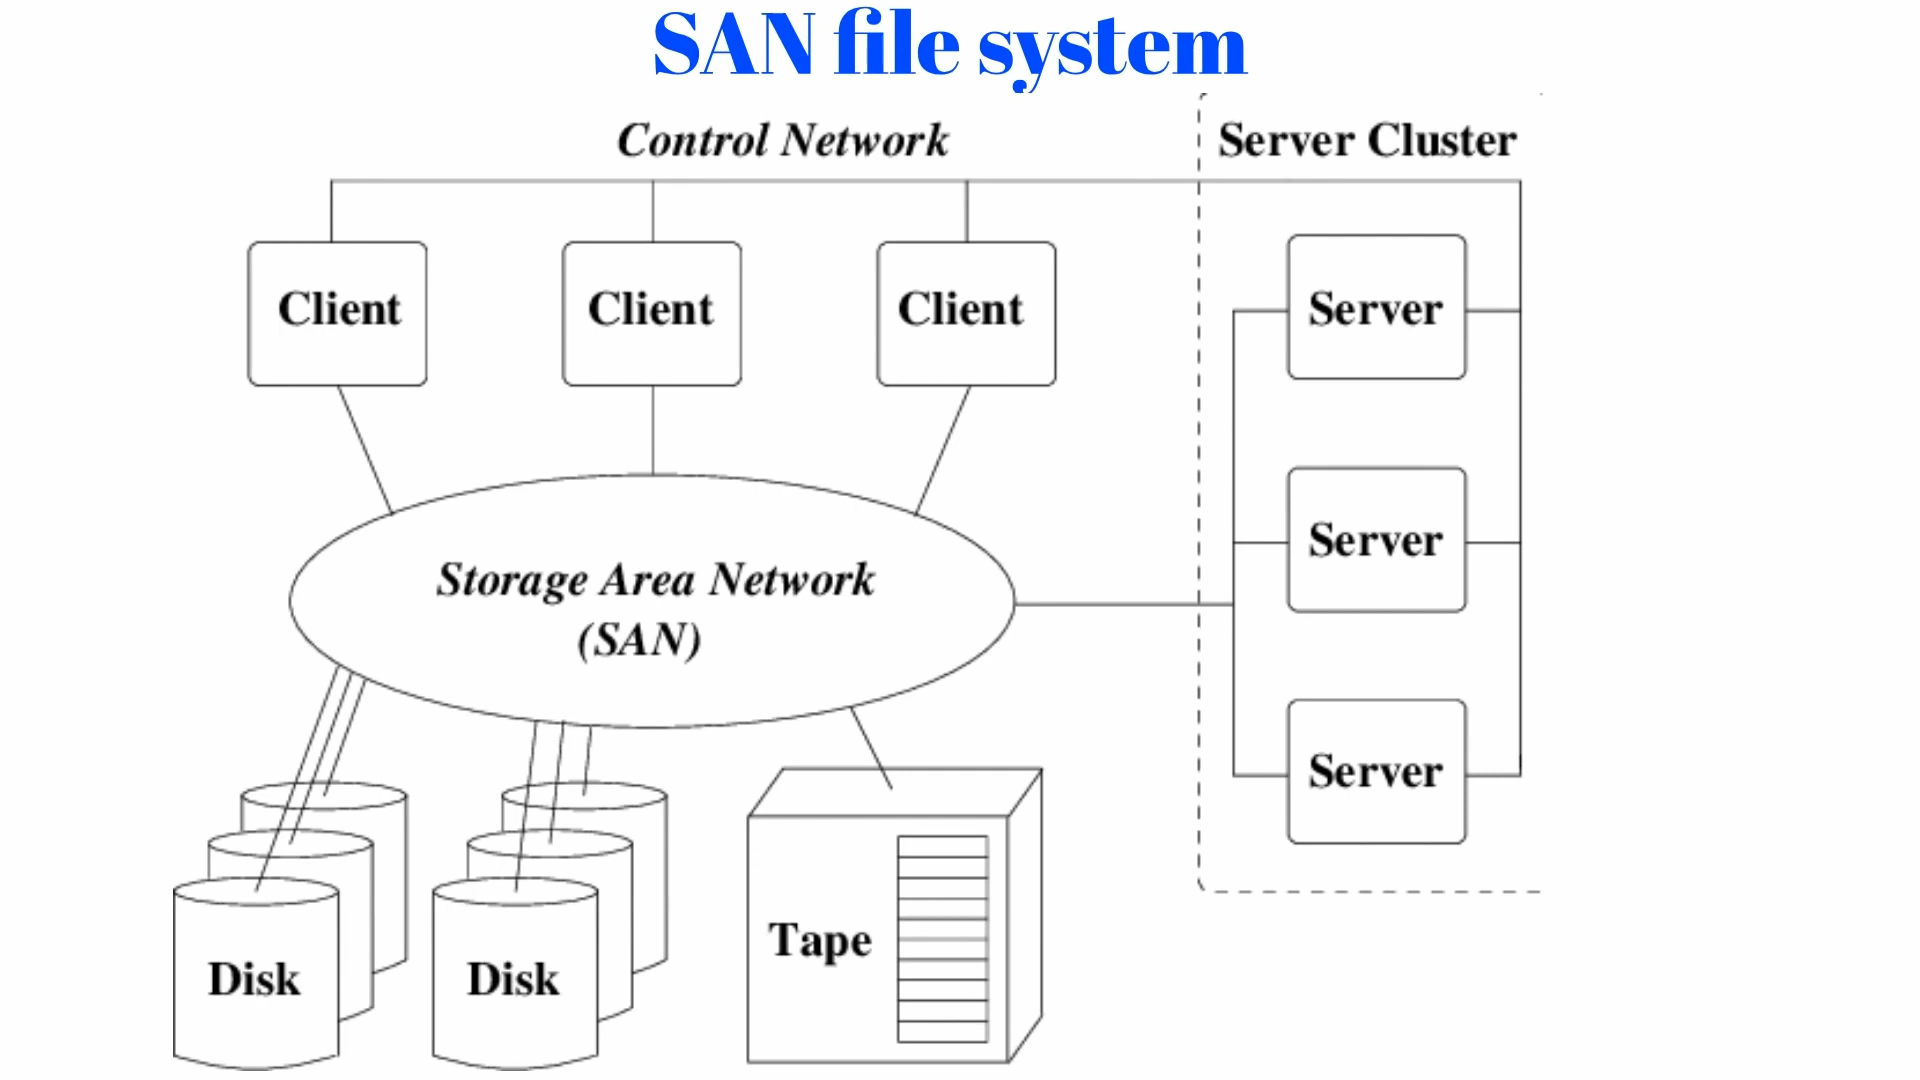 SAN file system
Control Network
Server Cluster
Client
Client
Client
Server
Storage Area Network
(SAN)
Server
Server
Disk
Disk
Tape